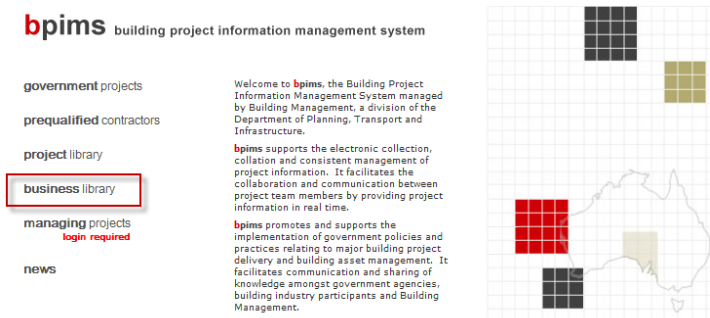 bpims building project information management system
government projects
prequalified contractors
project library
business library
managing projects
login required
news
Welcome to bpims, the Building Project
Information Management System managed
by Building Management, a division of the
Department of Planning, Transport and
Infrastructure.
bpims supports the electronic collection,
collation and consistent management of
project information. It facilitates the
collaboration and communication between
project team members by providing project
information in real time.
bpims promotes and supports the
implementation of government policies and
practices relating to major building project
delivery and building asset management. It
facilitates communication and sharing of
knowledge amongst government agencies,
building industry participants and Building
Management.